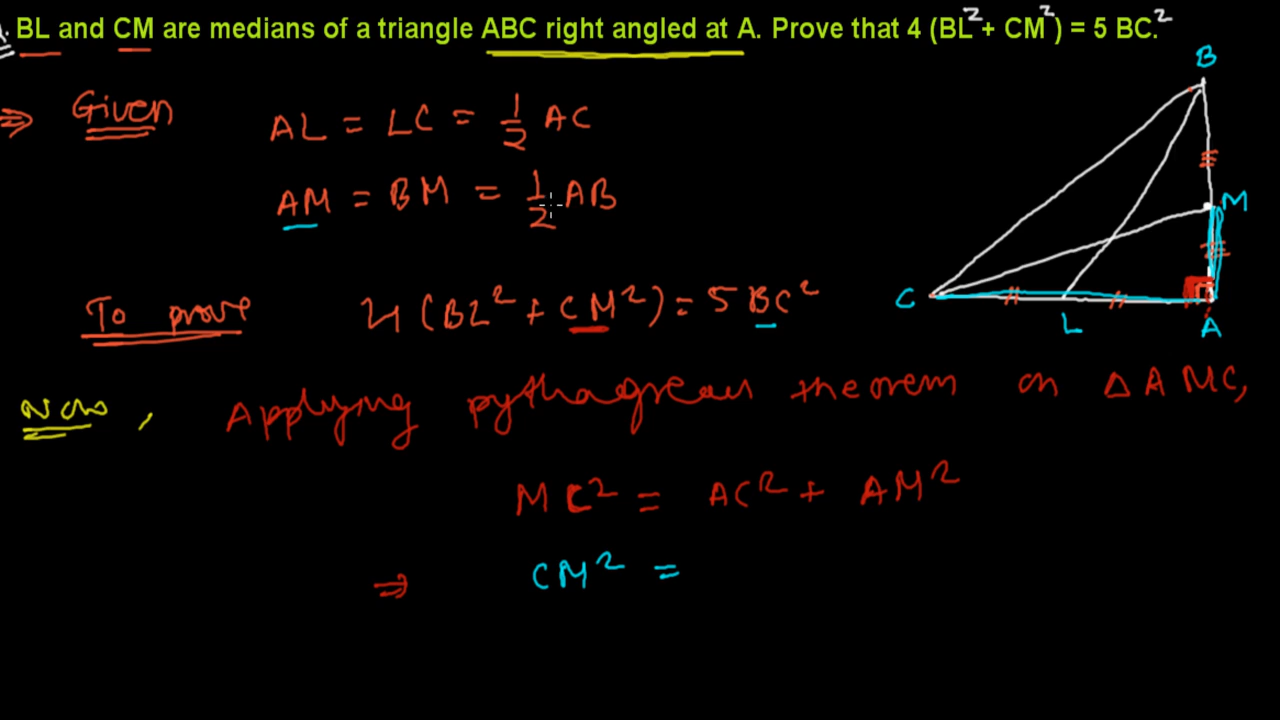 . BL and CM are medians of a triangle ABC right angled at A. Prove that 4 (BL² + CM²) = 5 BC.²
⇒ Given
AL = LC = 1/2 AC
AM = BM = 1/2 AB
To prove 4 (BL² + CM²) = 5 BC²
Now, Applying pythagrean theorem on ΔAMC,
MC² = AC² + AM²
⇒ CM² =
B
M
C
L
A